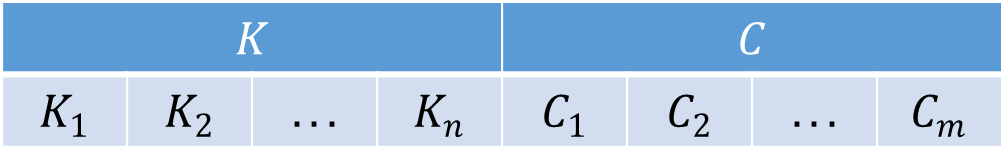 K C
K₁ K₂ ... Kₙ C₁ C₂ ... Cₘ